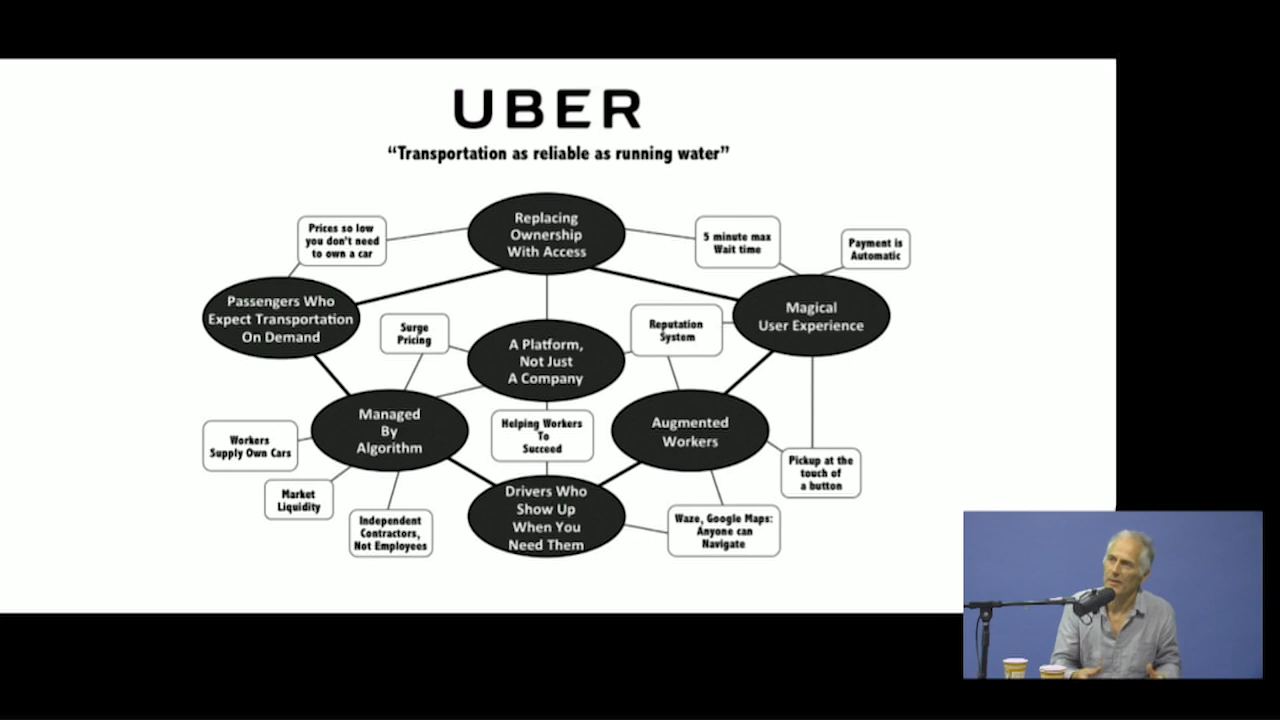 UBER
“Transportation as reliable as running water”
Replacing
Ownership
With Access
Prices so low
you don’t need
to own a car
5 minute max
Wait time
Payment is
Automatic
Passengers Who
Expect Transportation
On Demand
Magical
User Experience
Surge
Pricing
Reputation
System
A Platform,
Not Just
A Company
Managed
By
Algorithm
Helping Workers
To
Succeed
Augmented
Workers
Workers
Supply Own Cars
Pickup at the
touch of
a button
Market
Liquidity
Independent
Contractors,
Not Employees
Drivers Who
Show Up
When You
Need Them
Waze, Google Maps:
Anyone can
Navigate